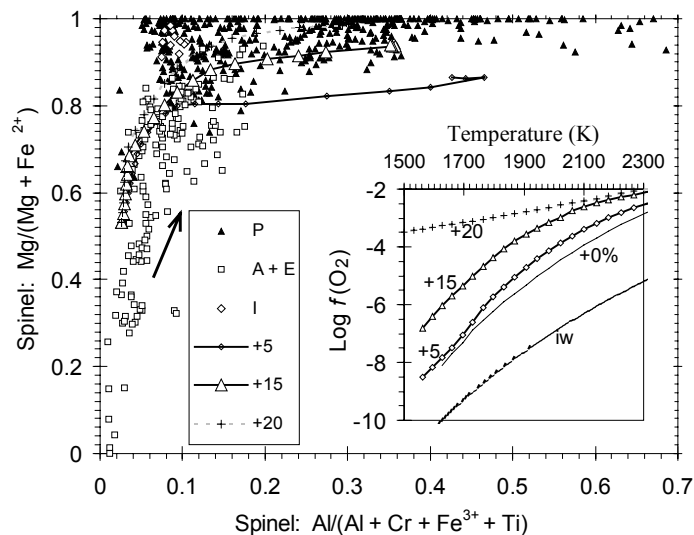 1
0.8
0.6
0.4
0.2
0
Spinel: Mg/(Mg + Fe 2+)
0 0.1 0.2 0.3 0.4 0.5 0.6 0.7
Spinel: Al/(Al + Cr + Fe3+ + Ti)
P
A + E
I
+5
+15
+20
Temperature (K)
1500 1700 1900 2100 2300
-2
-4
-6
-8
-10
Log f (O2)
+20
+15
+0%
+5
IW